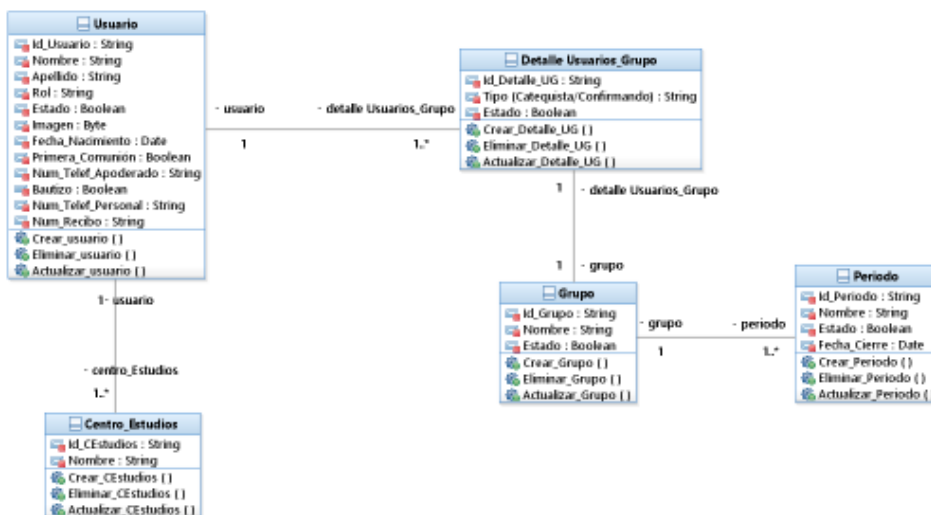 Usuario
Id_Usuario : String
Nombre : String
Apellido : String
Rol : String
Estado : Boolean
Imagen : Byte
Fecha_Nacimiento : Date
Primera_Comunión : Boolean
Num_Telef_Apoderado : String
Bautizo : Boolean
Num_Telef_Personal : String
Num_Recibo : String
Crear_usuario ( )
Eliminar_usuario ( )
Actualizar_usuario ( )
- usuario
1
- detalle Usuarios_Grupo
1..*
Detalle Usuarios_Grupo
Id_Detalle_UG : String
Tipo (Catequista/Confirmando) : String
Estado : Boolean
Crear_Detalle_UG ( )
Eliminar_Detalle_UG ( )
Actualizar_Detalle_UG ( )
1
- detalle Usuarios_Grupo
1
- grupo
Grupo
Id_Grupo : String
Nombre : String
Estado : Boolean
Crear_Grupo ( )
Eliminar_Grupo ( )
Actualizar_Grupo ( )
- grupo
1
- periodo
1..*
Periodo
Id_Periodo : String
Nombre : String
Estado : Boolean
Fecha_Cierre : Date
Crear_Periodo ( )
Eliminar_Periodo ( )
Actualizar_Periodo (
1- usuario
- centro_Estudios
1..*
Centro_Estudios
Id_CEstudios : String
Nombre : String
Crear_CEstudios ( )
Eliminar_CEstudios ( )
Actualizar_CEstudios ( )